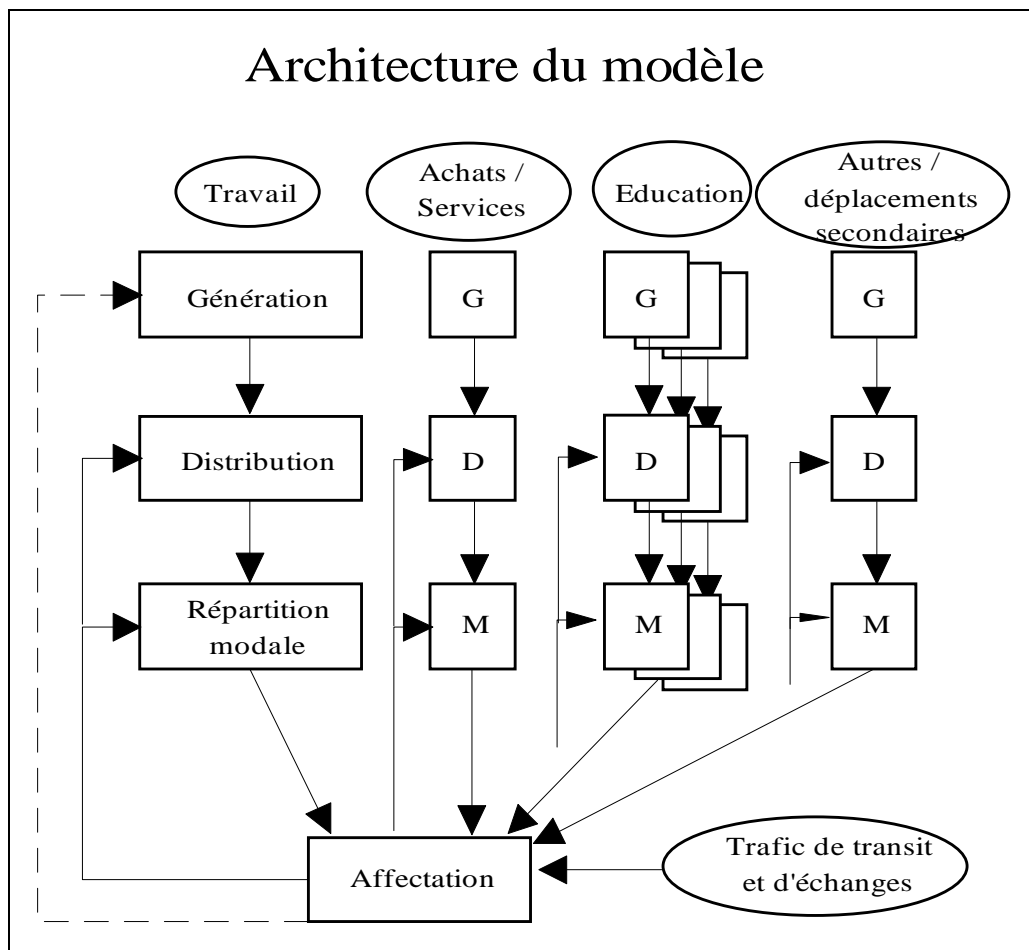 Architecture du modèle
Travail
Achats /
Services
Education
Autres /
déplacements
secondaires
Génération
G
G
G
Distribution
D
D
D
Répartition
modale
M
M
M
Affectation
Trafic de transit
et d'échanges